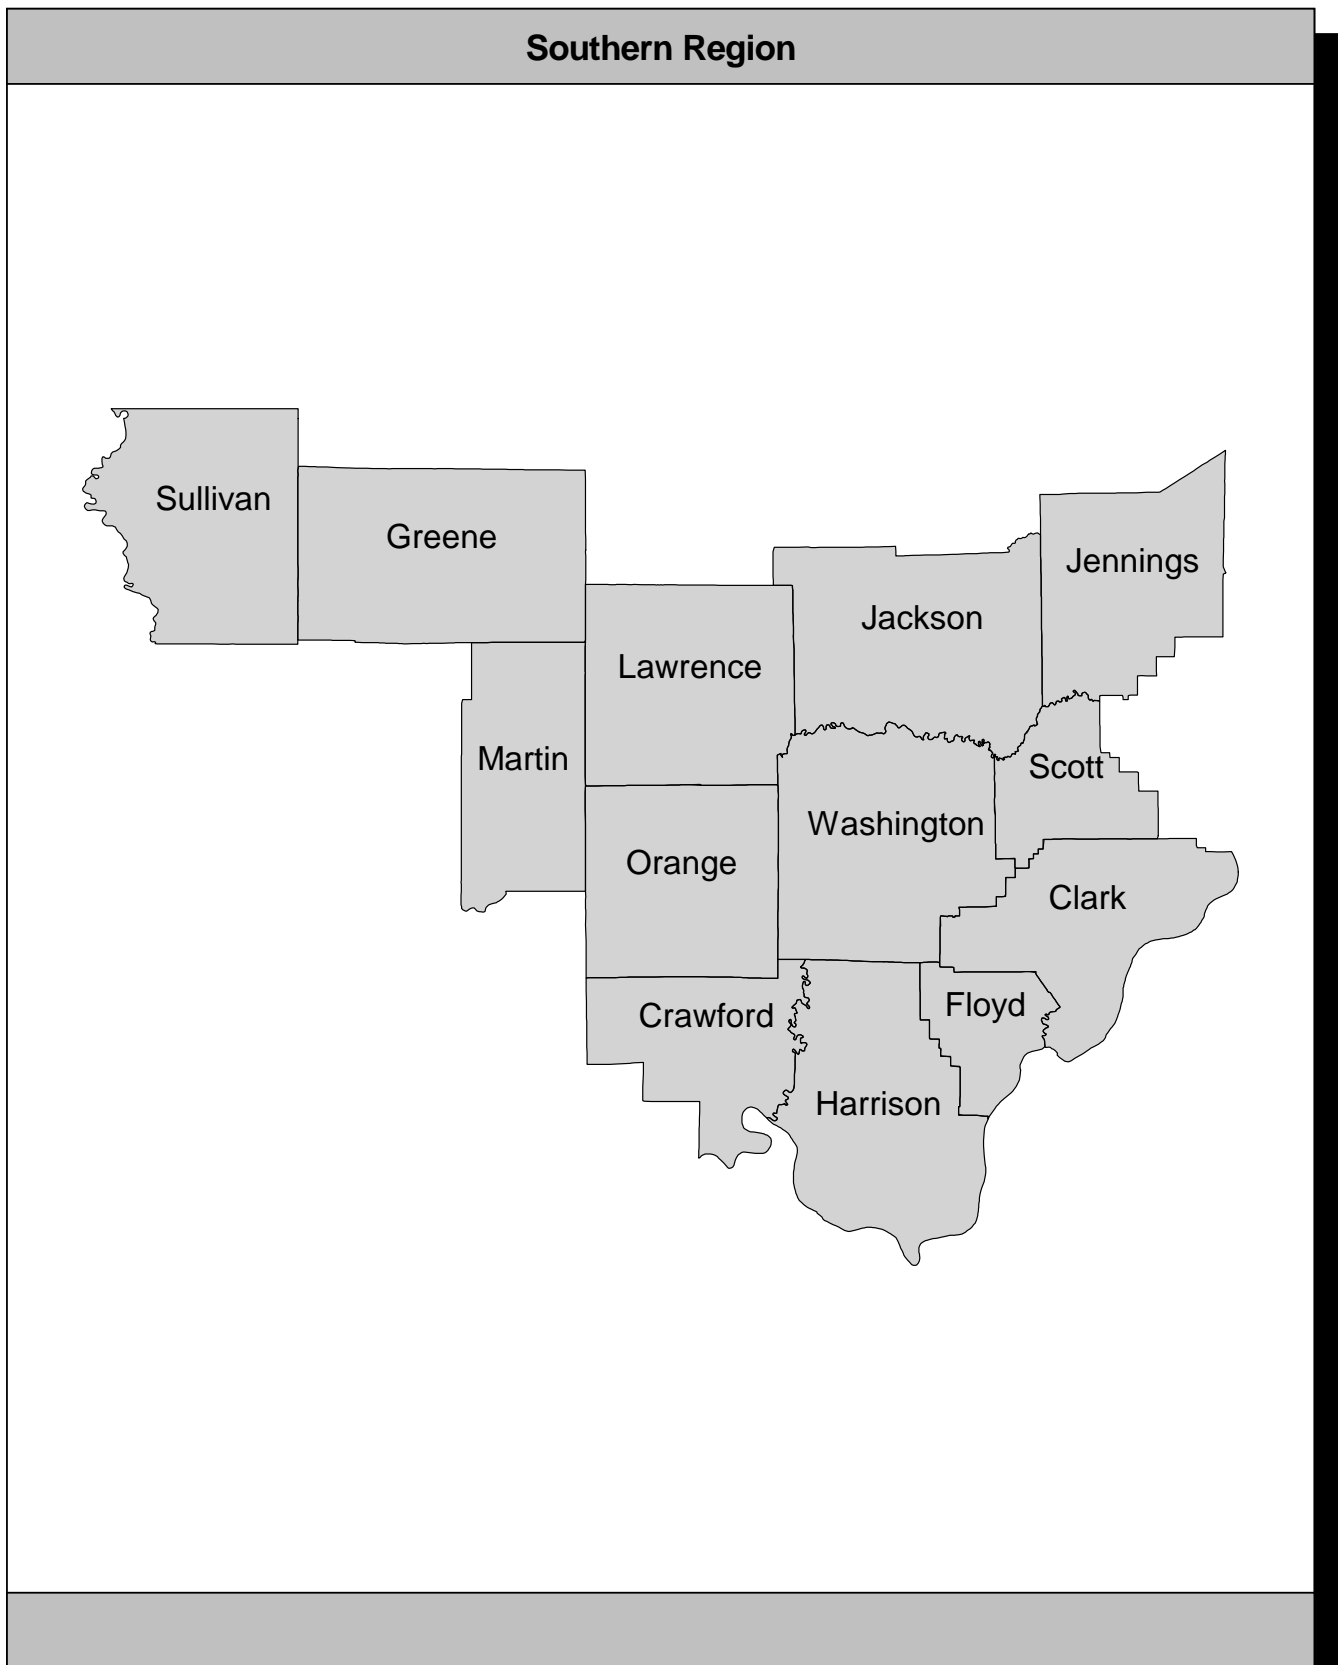 Southern Region
Sullivan
Greene
Jennings
Jackson
Lawrence
Martin
Scott
Washington
Orange
Clark
Floyd
Crawford
Harrison